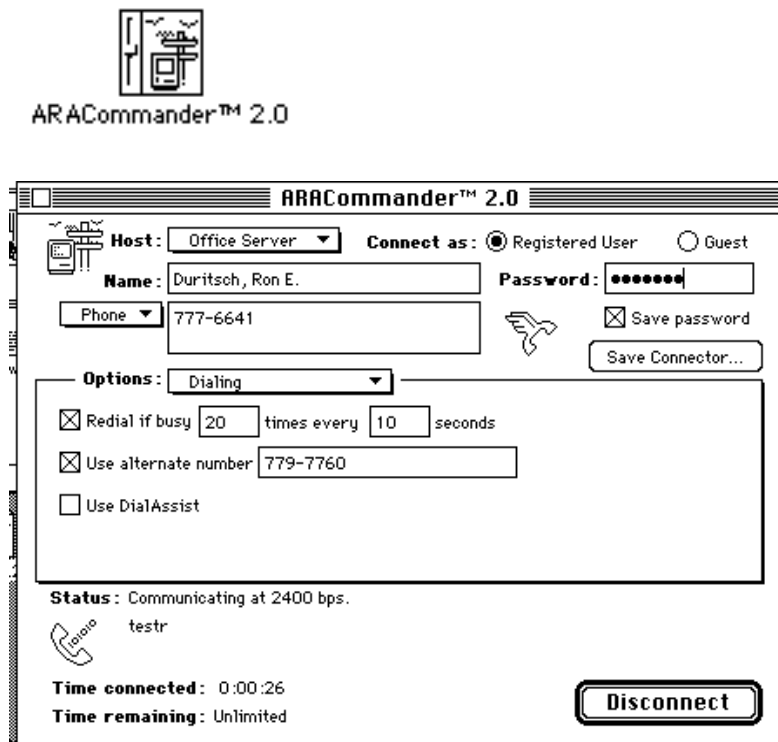 ARACommander™ 2.0
ARACommander™ 2.0
Host: Office Server Connect as: Registered User Guest
Name: Duritsch, Ron E. Password: •••••••
Phone 777-6641 Save password
Save Connector...
Options: Dialing
Redial if busy 20 times every 10 seconds
Use alternate number 779-7760
Use DialAssist
Status: Communicating at 2400 bps.
testr
Time connected: 0:00:26
Disconnect
Time remaining: Unlimited